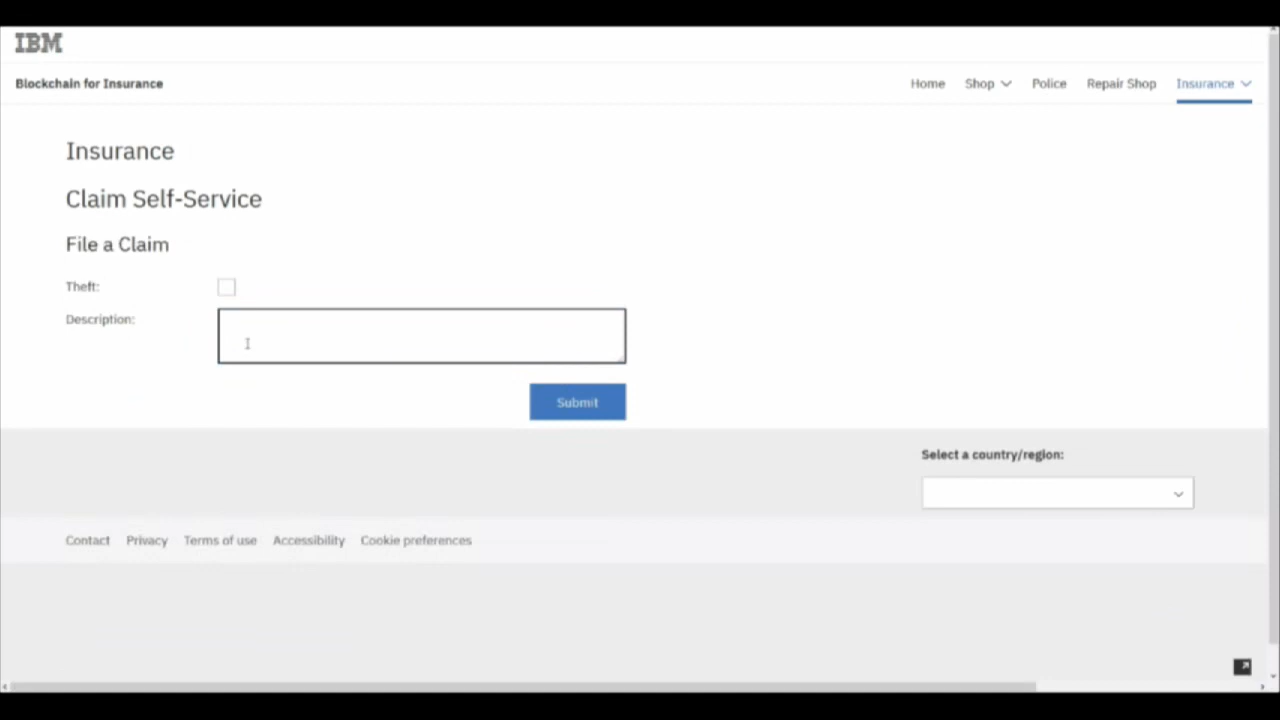 IBM
Blockchain for Insurance
Home Shop Police Repair Shop Insurance
Insurance
Claim Self-Service
File a Claim
Theft:
Description:
Submit
Select a country/region:
Contact Privacy Terms of use Accessibility Cookie preferences